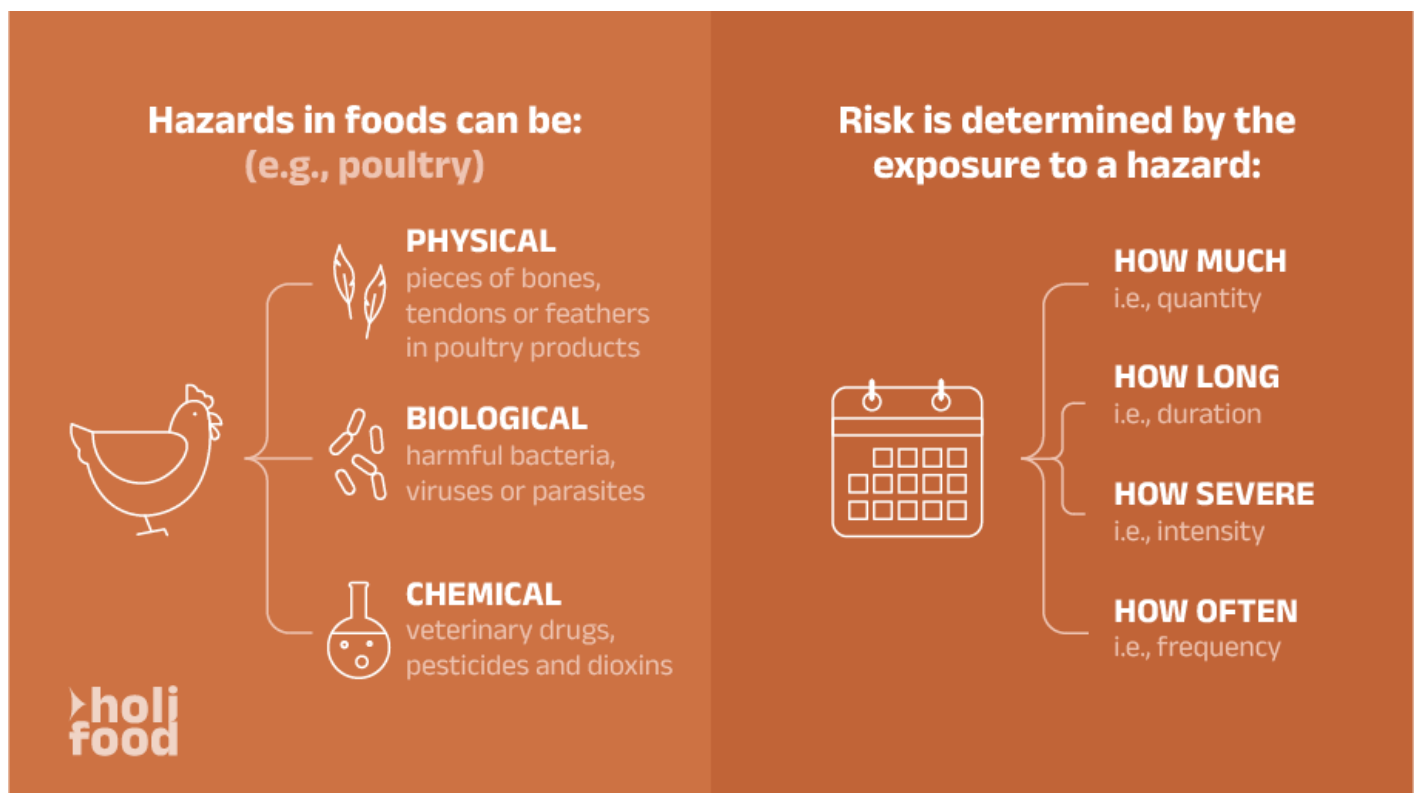 Hazards in foods can be:
(e.g., poultry)
PHYSICAL
pieces of bones,
tendons or feathers
in poultry products
BIOLOGICAL
harmful bacteria,
viruses or parasites
CHEMICAL
veterinary drugs,
pesticides and dioxins
holi
food
Risk is determined by the
exposure to a hazard:
HOW MUCH
i.e., quantity
HOW LONG
i.e., duration
HOW SEVERE
i.e., intensity
HOW OFTEN
i.e., frequency